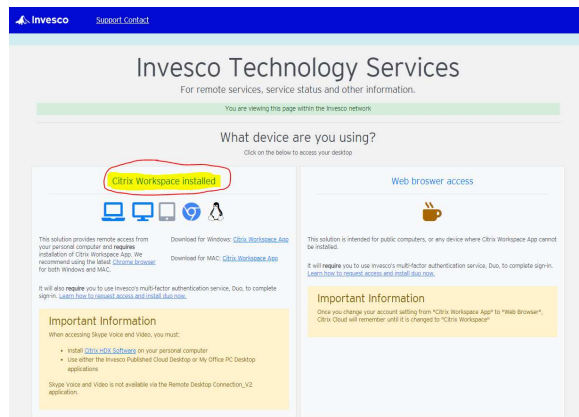 Invesco Support Contact
Invesco Technology Services
For remote services, service status and other information.
You are viewing this page within the Invesco network
What device are you using?
Click on the below to access your desktop
Citrix Workspace installed
This solution provides remote access from
your personal computer and requires
installation of Citrix Workspace App. We
recommend using the latest Chrome browser
for both Windows and MAC.
Download for Windows: Citrix Workspace App
Download for MAC: Citrix Workspace App
It will also require you to use Invesco's multi-factor authentication service, Duo, to complete
sign-in. Learn how to request access and install duo now.
Important Information
When accessing Skype Voice and Video, you must:
Install Citrix HDX Software on your personal computer
Use either the Invesco Published Cloud Desktop or My Office PC Desktop
applications
Skype Voice and Video is not available via the Remote Desktop Connection_V2
application.
Web broswer access
This solution is intended for public computers, or any device where Citrix Workspace App cannot
be installed.
It will require you to use Invesco's multi-factor authentication service, Duo, to complete sign-in.
Learn how to request access and install duo now.
Important Information
Once you change your account setting from "Citrix Workspace App" to "Web Browser",
Citrix Cloud will remember until it is changed to "Citrix Workspace"